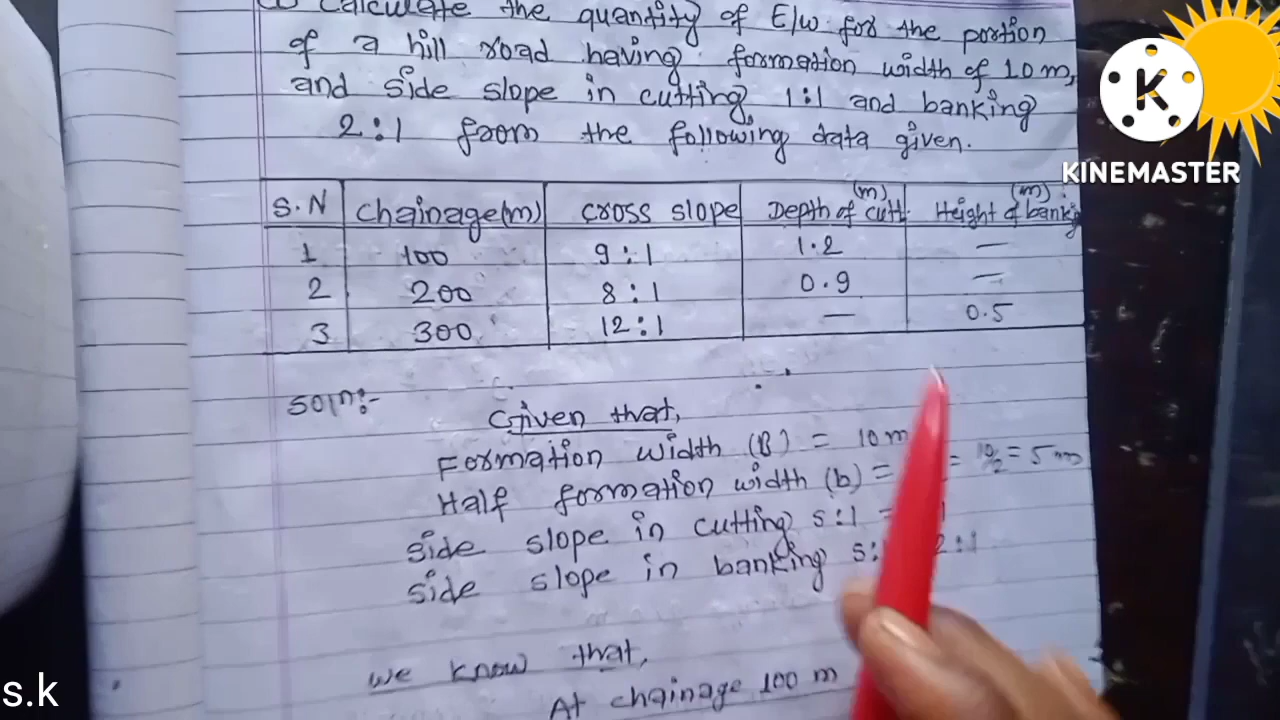 Calculate the quantity of E/w for the portion
of a hill road having formation width of 10 m,
and side slope in cutting 1:1 and banking
2:1 from the following data given.
K
KINEMASTER
S.N Chainage(m) cross slope Depth of cutt. (m) Height of banking (m)
1 100 9:1 1.2 —
2 200 8:1 0.9 —
3 300 12:1 — 0.5
Soln:-
Given that,
Formation width (B) = 10 m
Half formation width (b) = = 10/2 = 5 m
side slope in cutting s:1 =
side slope in banking s: 2:1
we know that,
At chainage 100 m
s.k